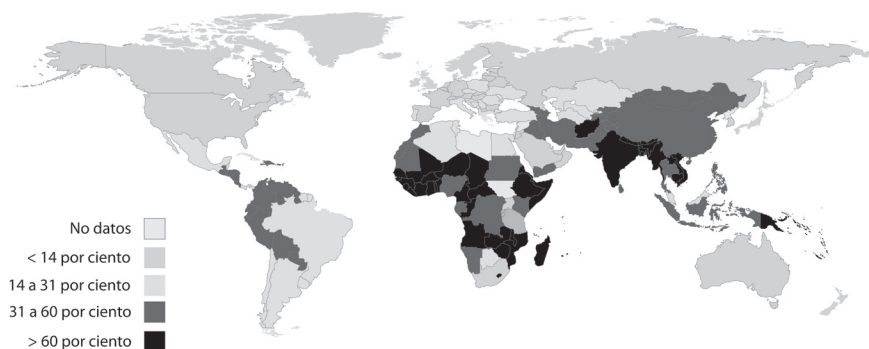 No datos
< 14 por ciento
14 a 31 por ciento
31 a 60 por ciento
> 60 por ciento